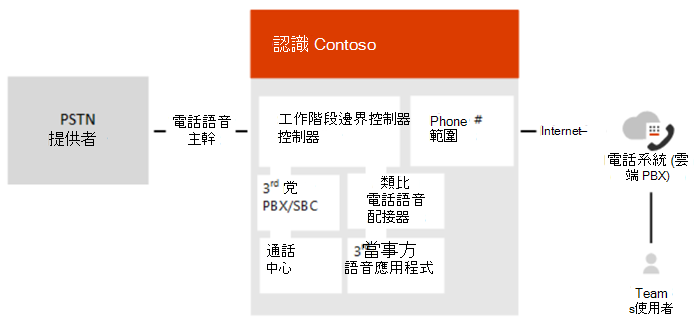 認識 Contoso
PSTN
提供者
電話語音
主幹
工作階段邊界控制器
控制器
Phone #
範圍
Internet
電話系統 (雲
端 PBX)
3rd 党
PBX/SBC
類比
電話語音
配接器
通話
中心
3'當事方
語音應用程式
Team
s使用者